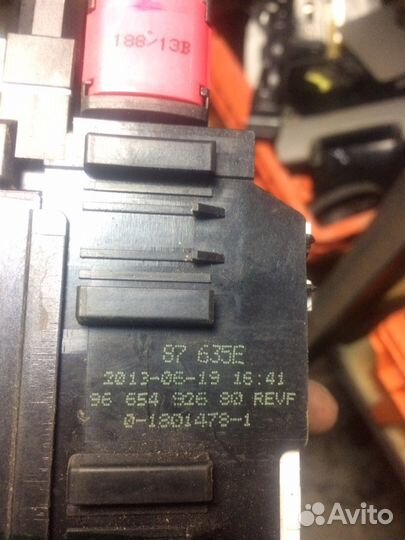 188 13B
87 635E
2013-06-19 16:41
96 654 926 80 REVF
0-1801478-1
Avito